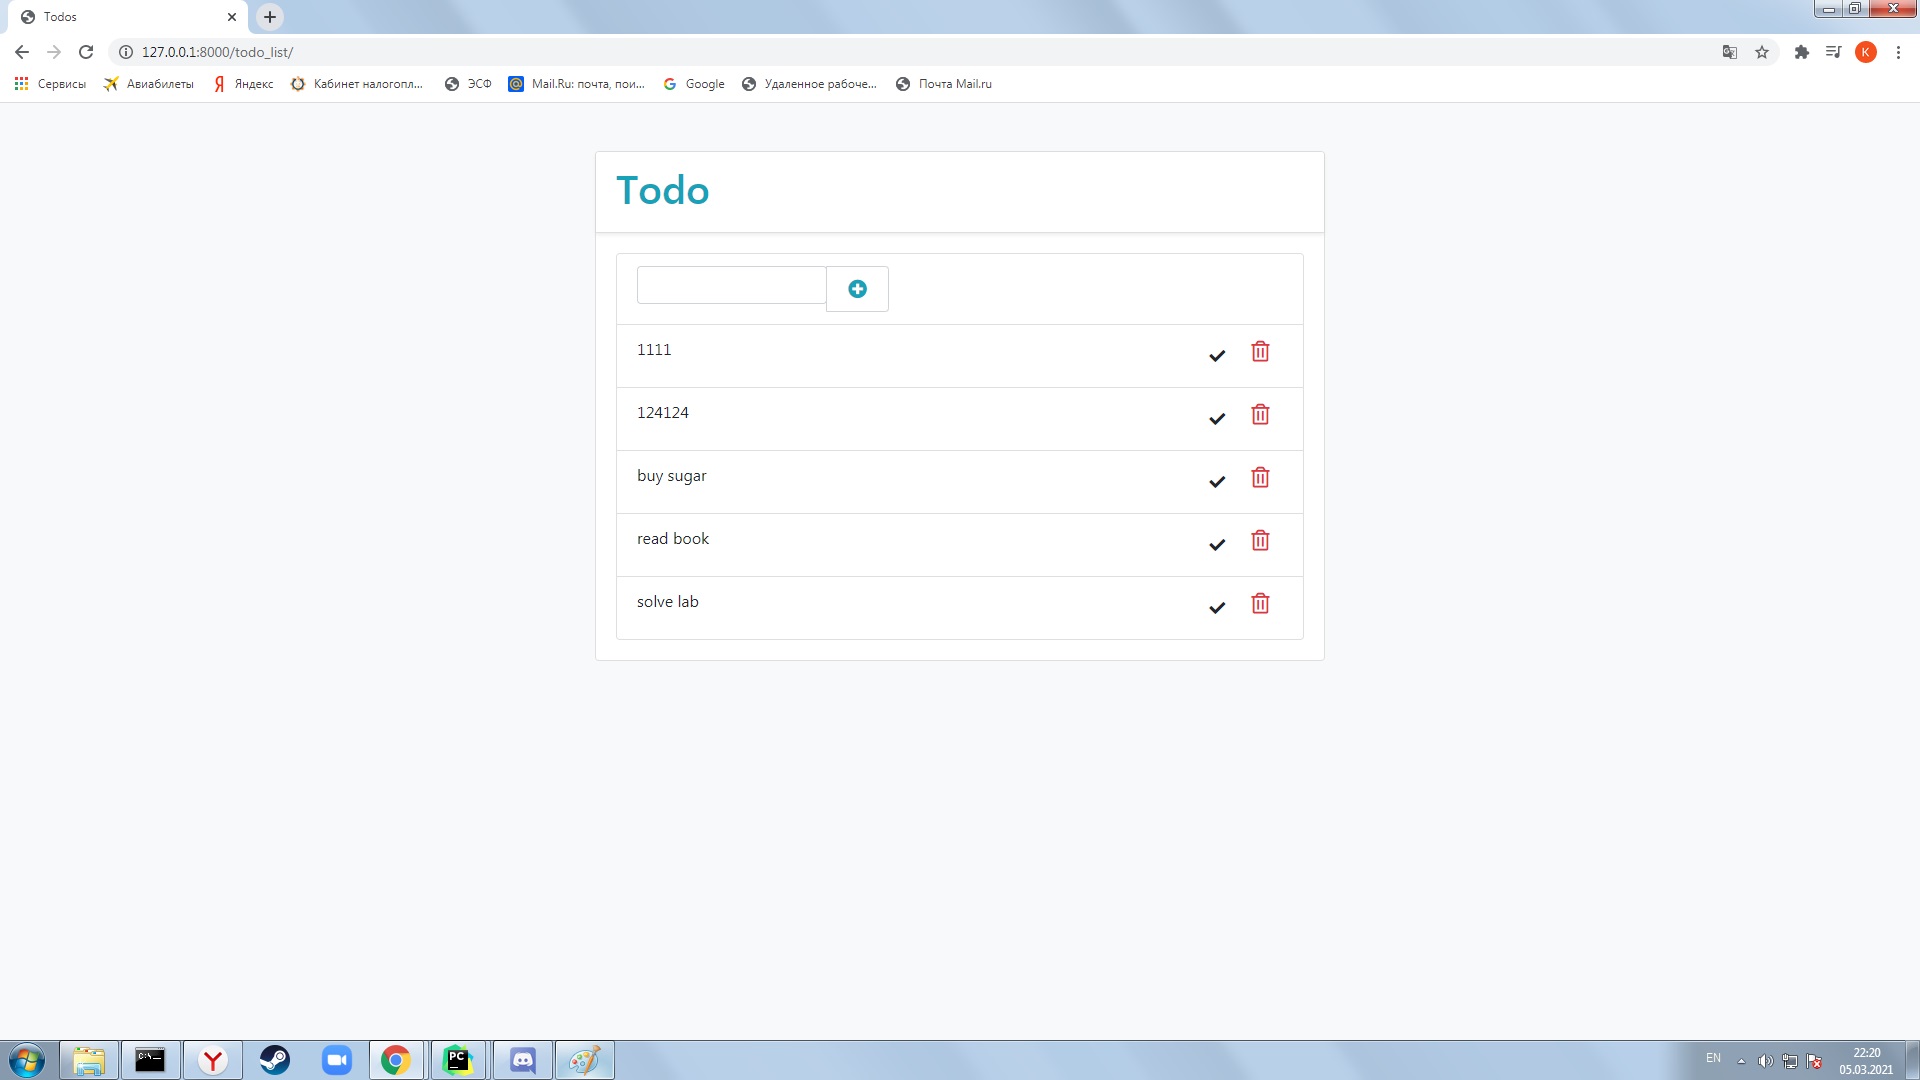 Todos
127.0.0.1:8000/todo_list/
K
Сервисы Авиабилеты Яндекс Кабинет налогопл... ЭСФ Mail.Ru: почта, пои... Google Удаленное рабоче... Почта Mail.ru
Todo
1111
124124
buy sugar
read book
solve lab
PC
EN
22:20
05.03.2021